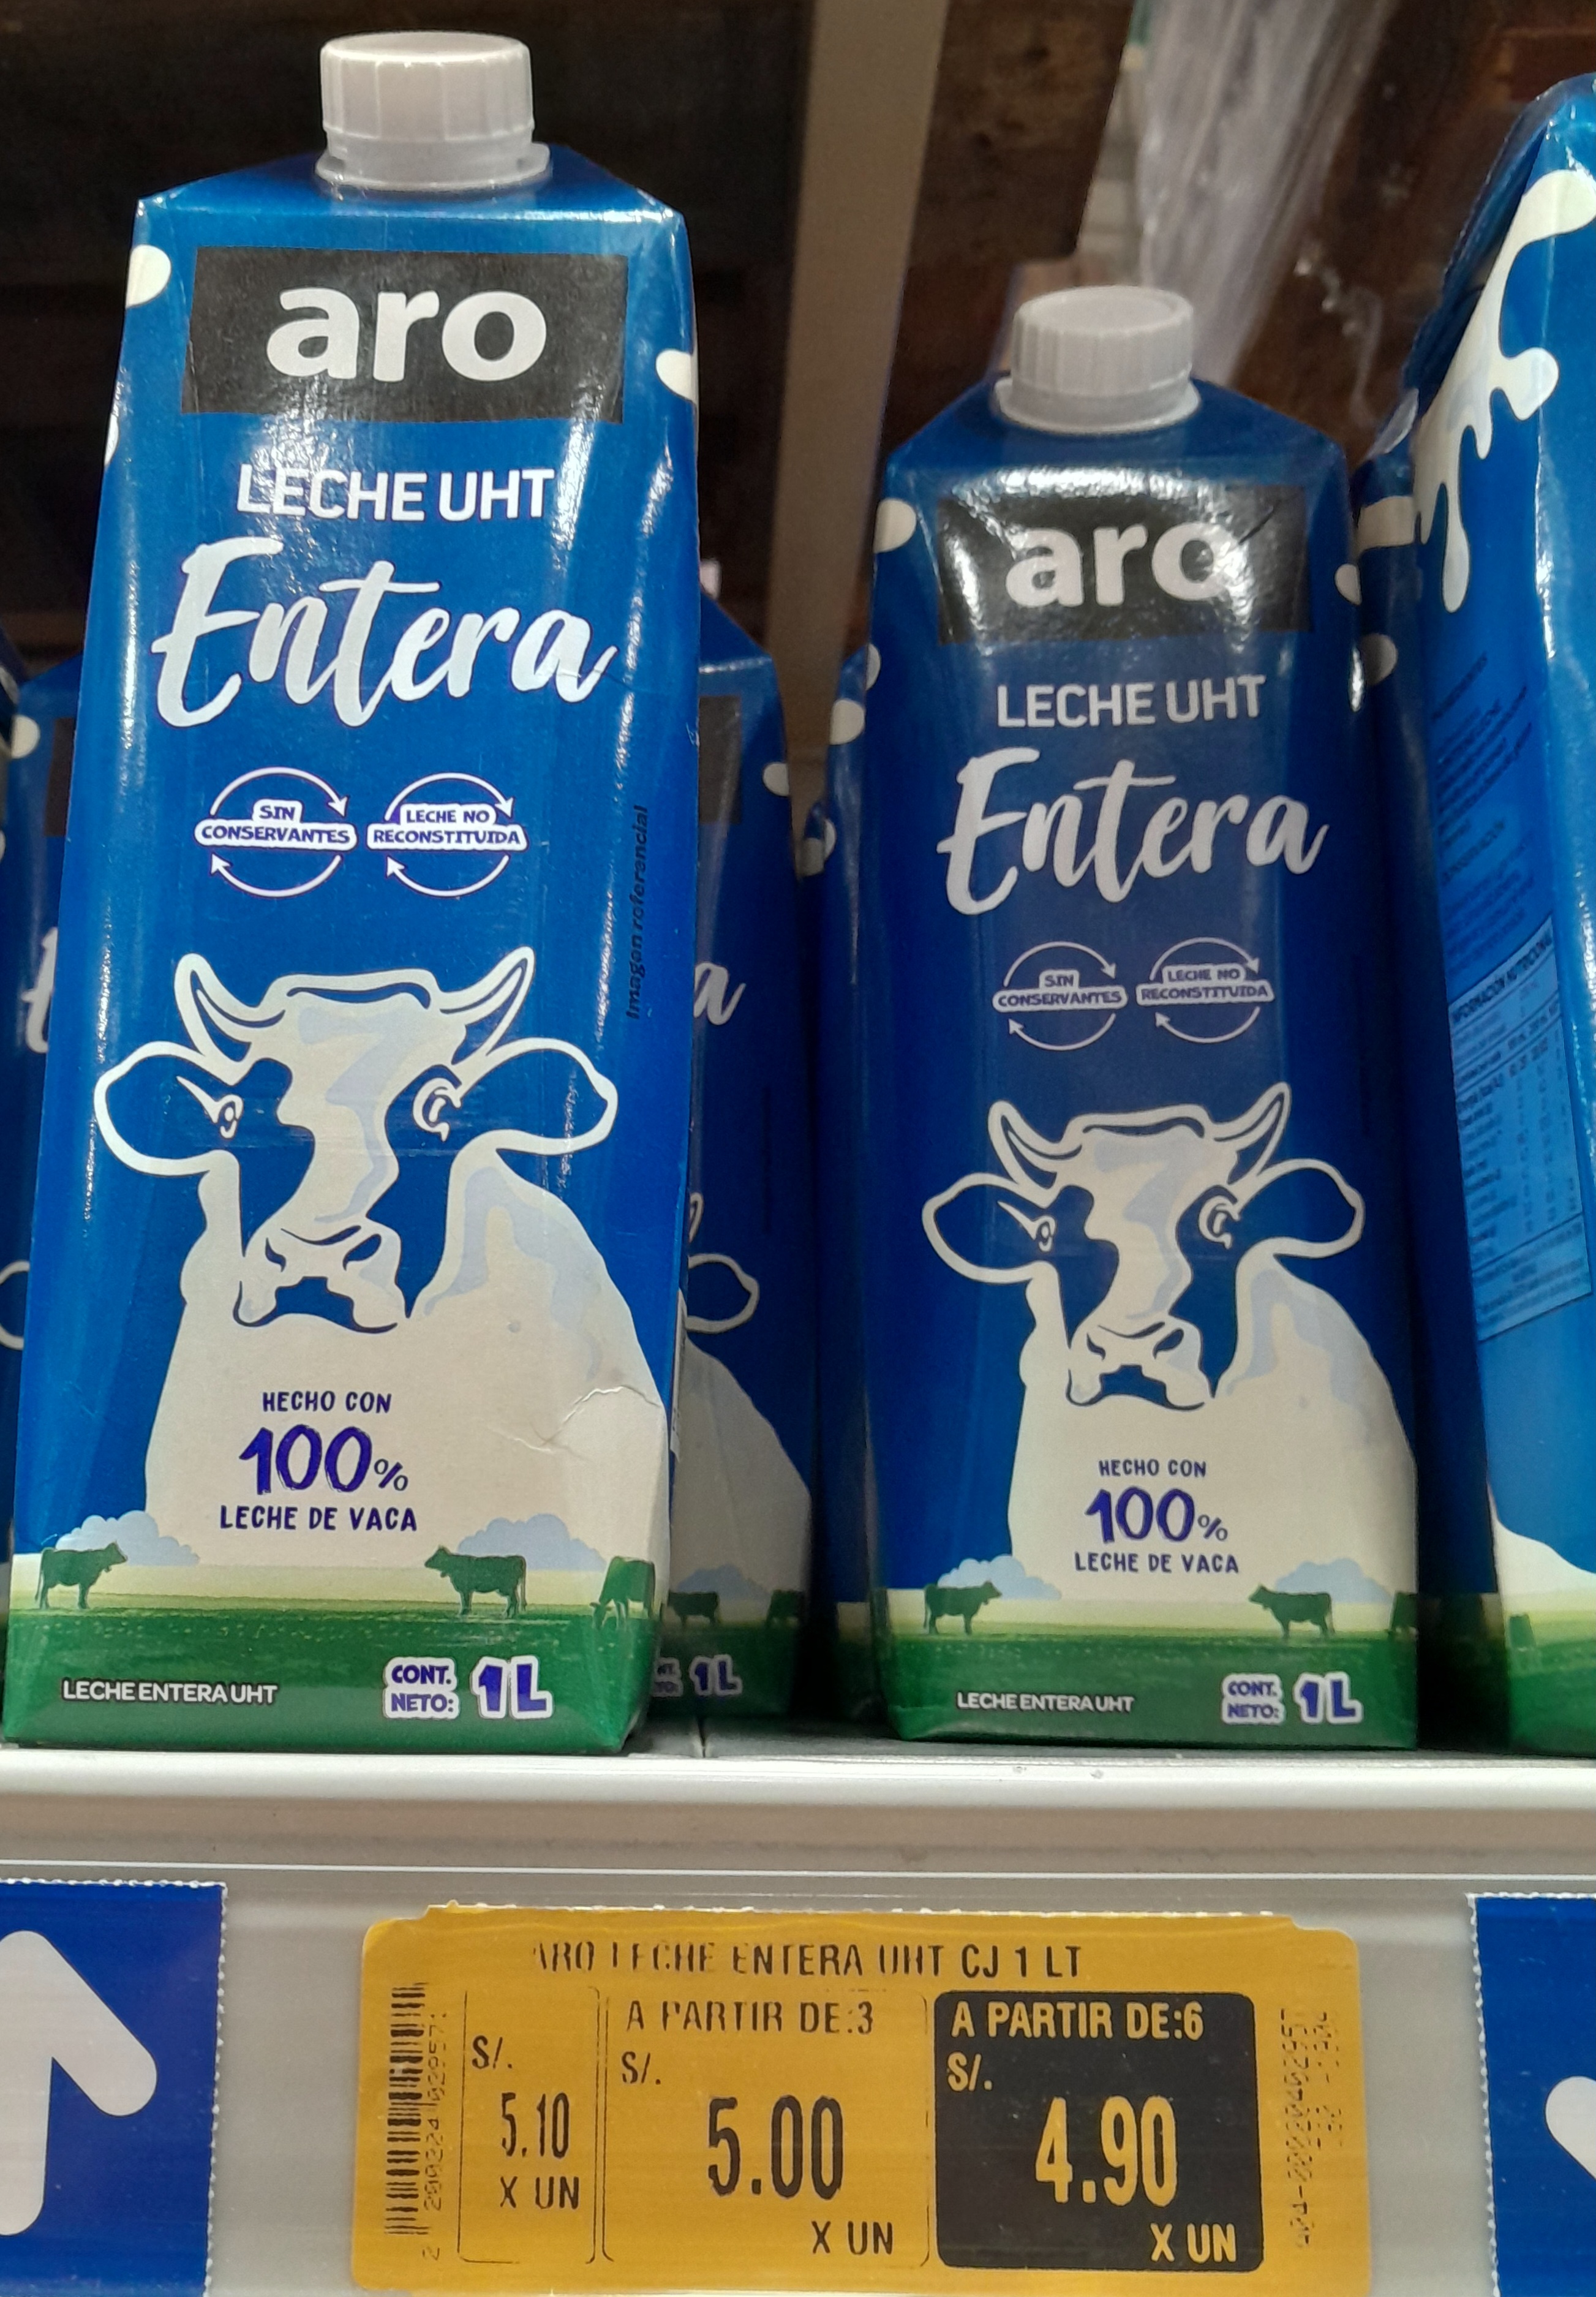 aro
LECHE UHT
Entera
SIN
CONSERVANTES
LECHE NO
RECONSTITUIDA
Imagen referencial
HECHO CON
100%
LECHE DE VACA
LECHE ENTERA UHT
CONT.
NETO: 1L
a
1L
aro
LECHE UHT
Entera
SIN
CONSERVANTES
LECHE NO
RECONSTITUIDA
HECHO CON
100%
LECHE DE VACA
LECHE ENTERA UHT
CONT.
NETO: 1L
INFORMACIÓN NUTRICIONAL
ARO LECHE ENTERA UHT CJ 1 LT
S/.
5.10
X UN
A PARTIR DE:3
S/.
5.00
X UN
A PARTIR DE:6
S/.
4.90
X UN